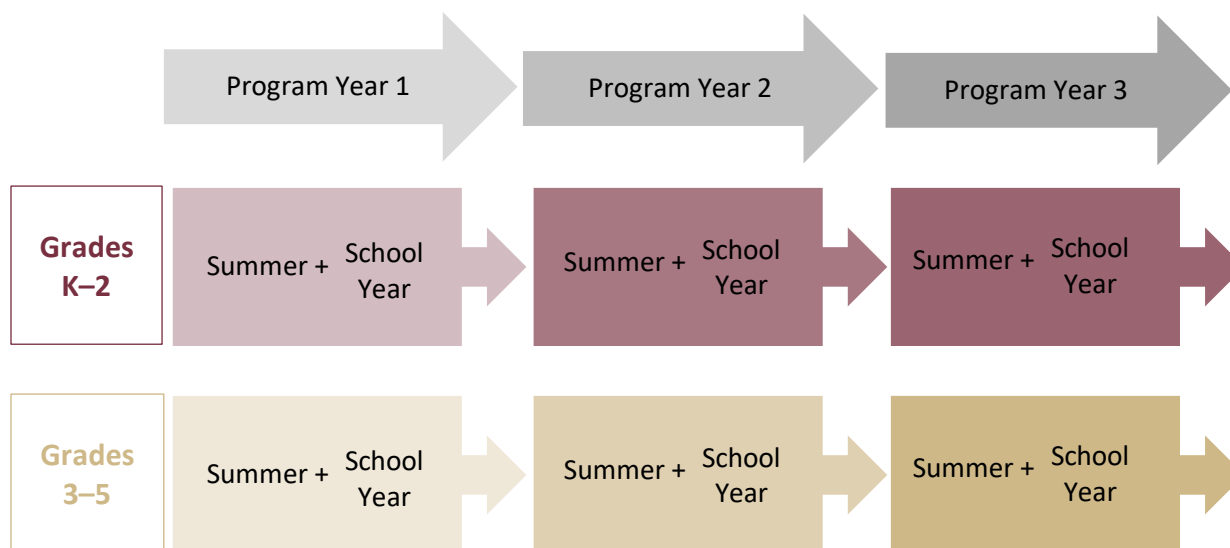 Program Year 1
Program Year 2
Program Year 3
Grades
K–2
Summer + School
Year
Summer + School
Year
Summer + School
Year
Grades
3–5
Summer + School
Year
Summer + School
Year
Summer + School
Year